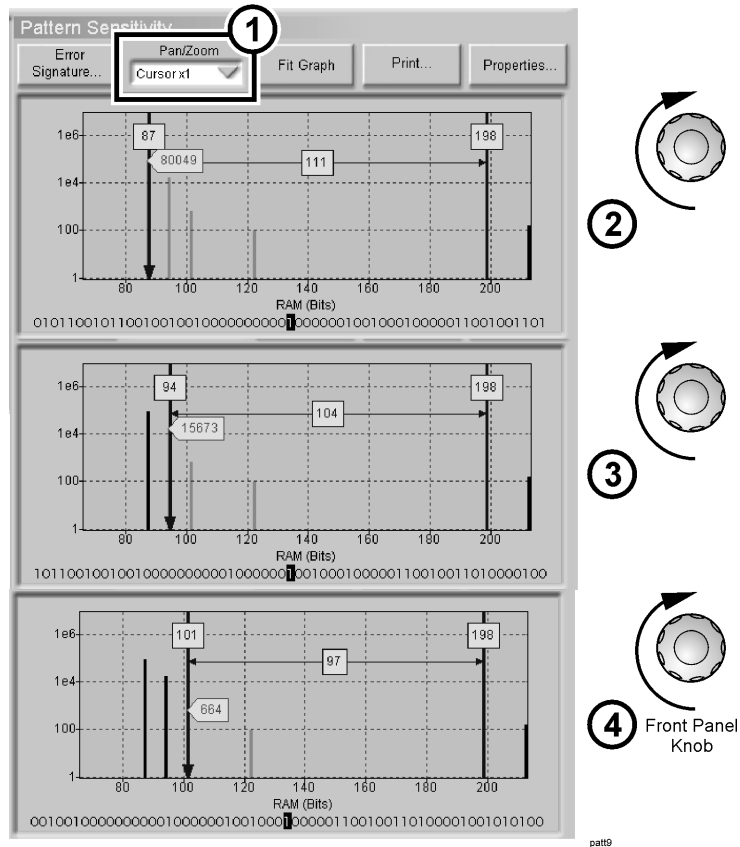 Pattern Sensitivity
1
Error Signature...
Pan/Zoom
Cursor x1
Fit Graph
Print...
Properties...
1e6
1e4
100
1
87
80049
111
198
80 100 120 140 160 180 200
RAM (Bits)
0101100101100100100100000000001000000100100010000011001001101
2
1e6
1e4
100
1
94
15673
104
198
80 100 120 140 160 180 200
RAM (Bits)
1011001001001000000000010000001001000100000110010011010000100
3
1e6
1e4
100
1
101
664
97
198
80 100 120 140 160 180 200
RAM (Bits)
0010010000000000100000010010001000001100100110100001001010100
4
Front Panel
Knob
patt9